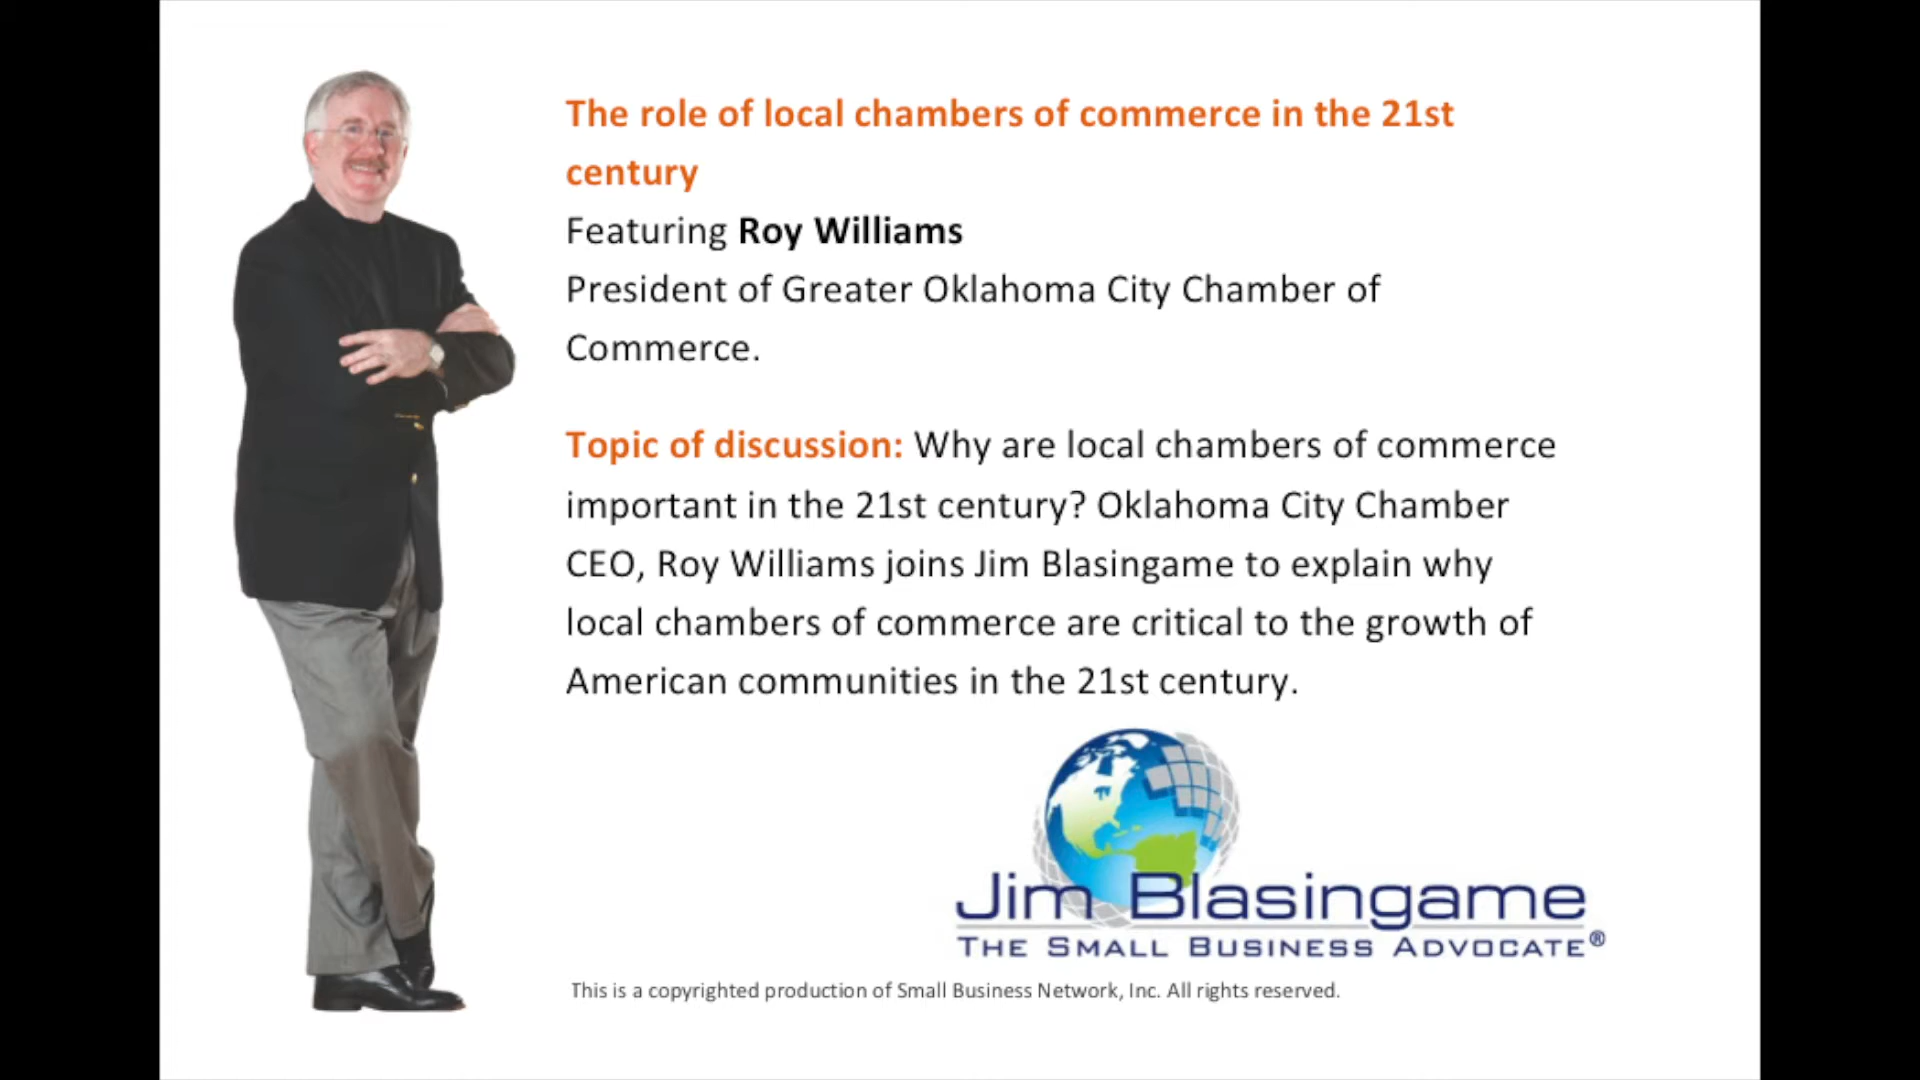 The role of local chambers of commerce in the 21st
century
Featuring Roy Williams
President of Greater Oklahoma City Chamber of
Commerce.
Topic of discussion: Why are local chambers of commerce
important in the 21st century? Oklahoma City Chamber
CEO, Roy Williams joins Jim Blasingame to explain why
local chambers of commerce are critical to the growth of
American communities in the 21st century.
Jim Blasingame
THE SMALL BUSINESS ADVOCATE®
This is a copyrighted production of Small Business Network, Inc. All rights reserved.